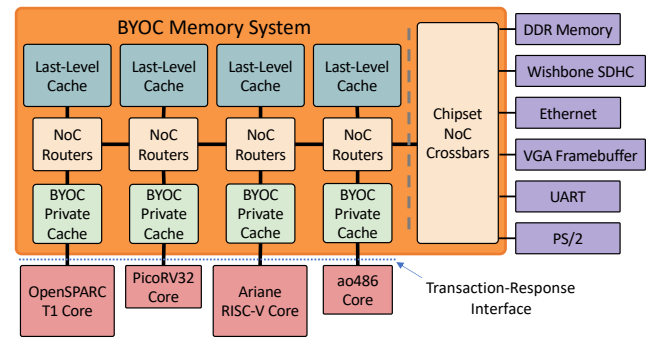 BYOC Memory System
Last-Level
Cache
Last-Level
Cache
Last-Level
Cache
Last-Level
Cache
NoC
Routers
NoC
Routers
NoC
Routers
NoC
Routers
BYOC
Private
Cache
BYOC
Private
Cache
BYOC
Private
Cache
BYOC
Private
Cache
OpenSPARC
T1 Core
PicoRV32
Core
Ariane
RISC-V Core
ao486
Core
Chipset
NoC
Crossbars
DDR Memory
Wishbone SDHC
Ethernet
VGA Framebuffer
UART
PS/2
Transaction-Response
Interface